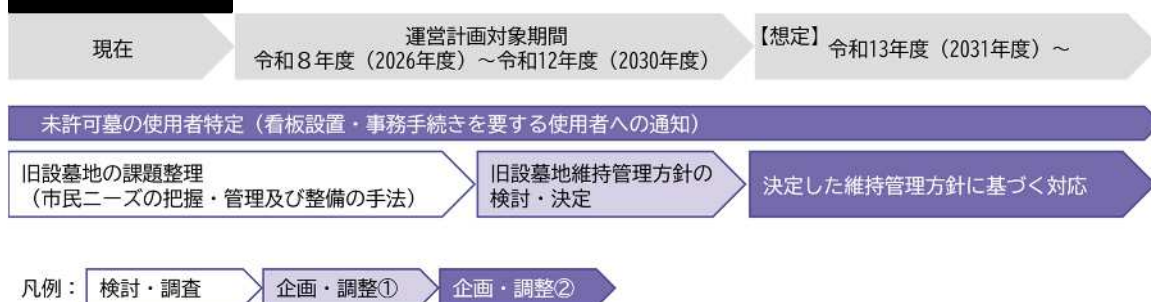 現在
運営計画対象期間
令和８年度（2026年度）～令和12年度（2030年度）
【想定】 令和13年度（2031年度）～
未許可墓の使用者特定（看板設置・事務手続きを要する使用者への通知）
旧設墓地の課題整理
（市民ニーズの把握・管理及び整備の手法）
旧設墓地維持管理方針の
検討・決定
決定した維持管理方針に基づく対応
凡例： 検討・調査 企画・調整① 企画・調整②